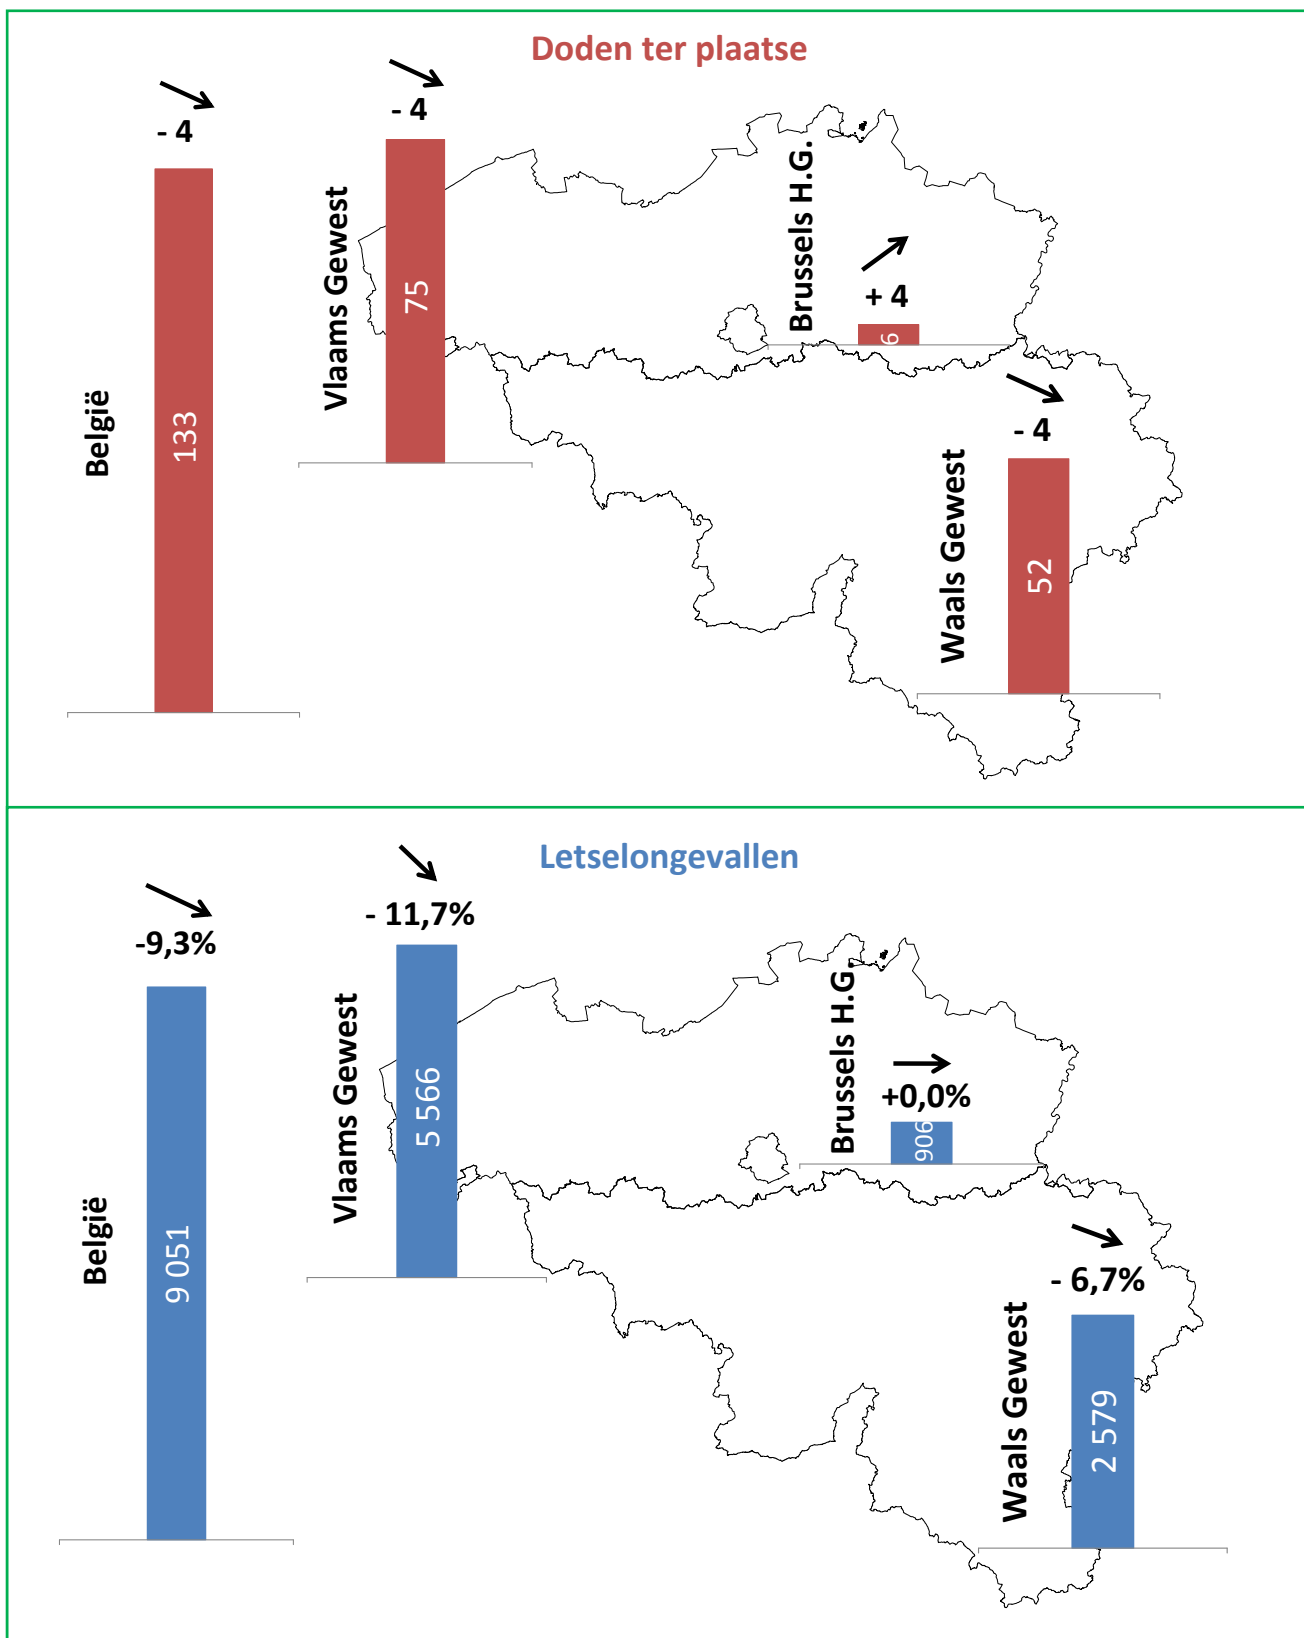 Doden ter plaatse
- 4
België
133
- 4
Vlaams Gewest
75
Brussels H.G.
+ 4
6
- 4
Waals Gewest
52
Letselongevallen
-9,3%
België
9 051
- 11,7%
Vlaams Gewest
5 566
Brussels H.G.
+0,0%
906
- 6,7%
Waals Gewest
2 579